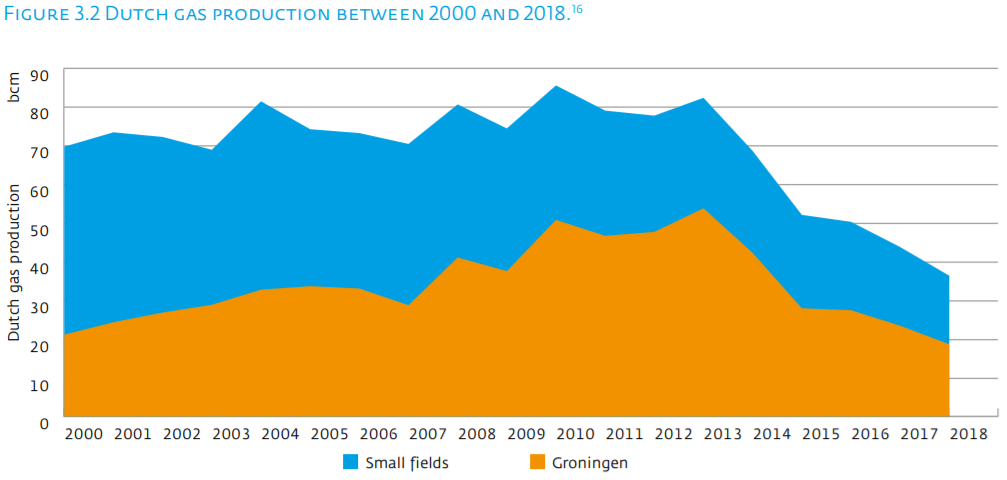 FIGURE 3.2 DUTCH GAS PRODUCTION BETWEEN 2000 AND 2018.16
bcm
Dutch gas production
90
80
70
60
50
40
30
20
10
0
2000 2001 2002 2003 2004 2005 2006 2007 2008 2009 2010 2011 2012 2013 2014 2015 2016 2017 2018
Small fields
Groningen